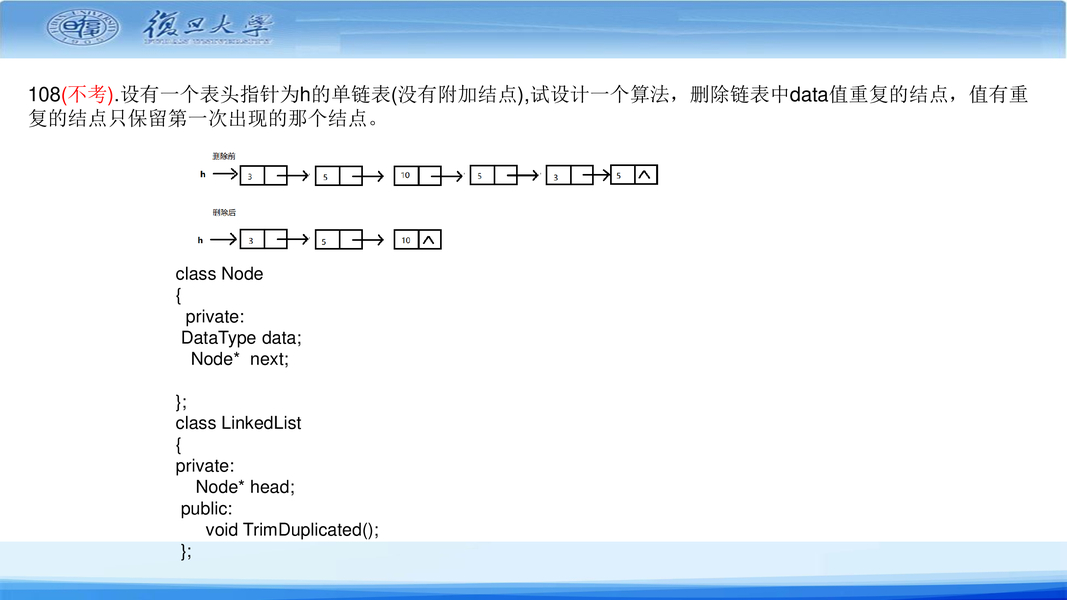 復旦大學
108(不考).设有一个表头指针为h的单链表(没有附加结点),试设计一个算法，删除链表中data值重复的结点，值有重
复的结点只保留第一次出现的那个结点。
删除前
h 3 5 10 5 3 5 ∧
删除后
h 3 5 10 ∧
class Node
{
private:
DataType data;
Node* next;
};
class LinkedList
{
private:
Node* head;
public:
void TrimDuplicated();
};